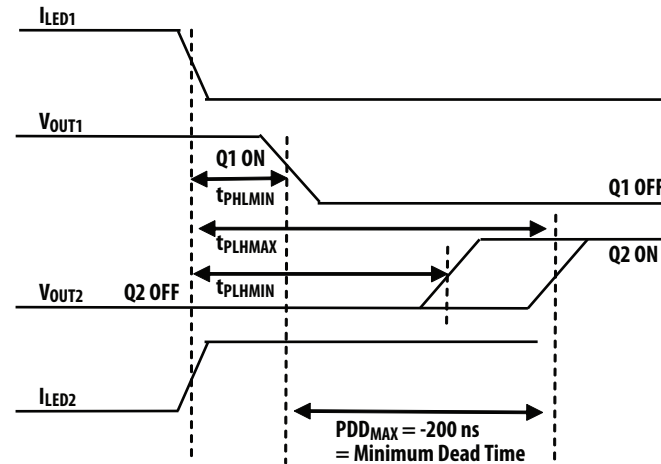 ILED1
VOUT1
Q1 ON
tPHLMIN
Q1 OFF
tPLHMAX
Q2 ON
tPLHMIN
VOUT2 Q2 OFF
ILED2
PDDMAX = -200 ns
= Minimum Dead Time